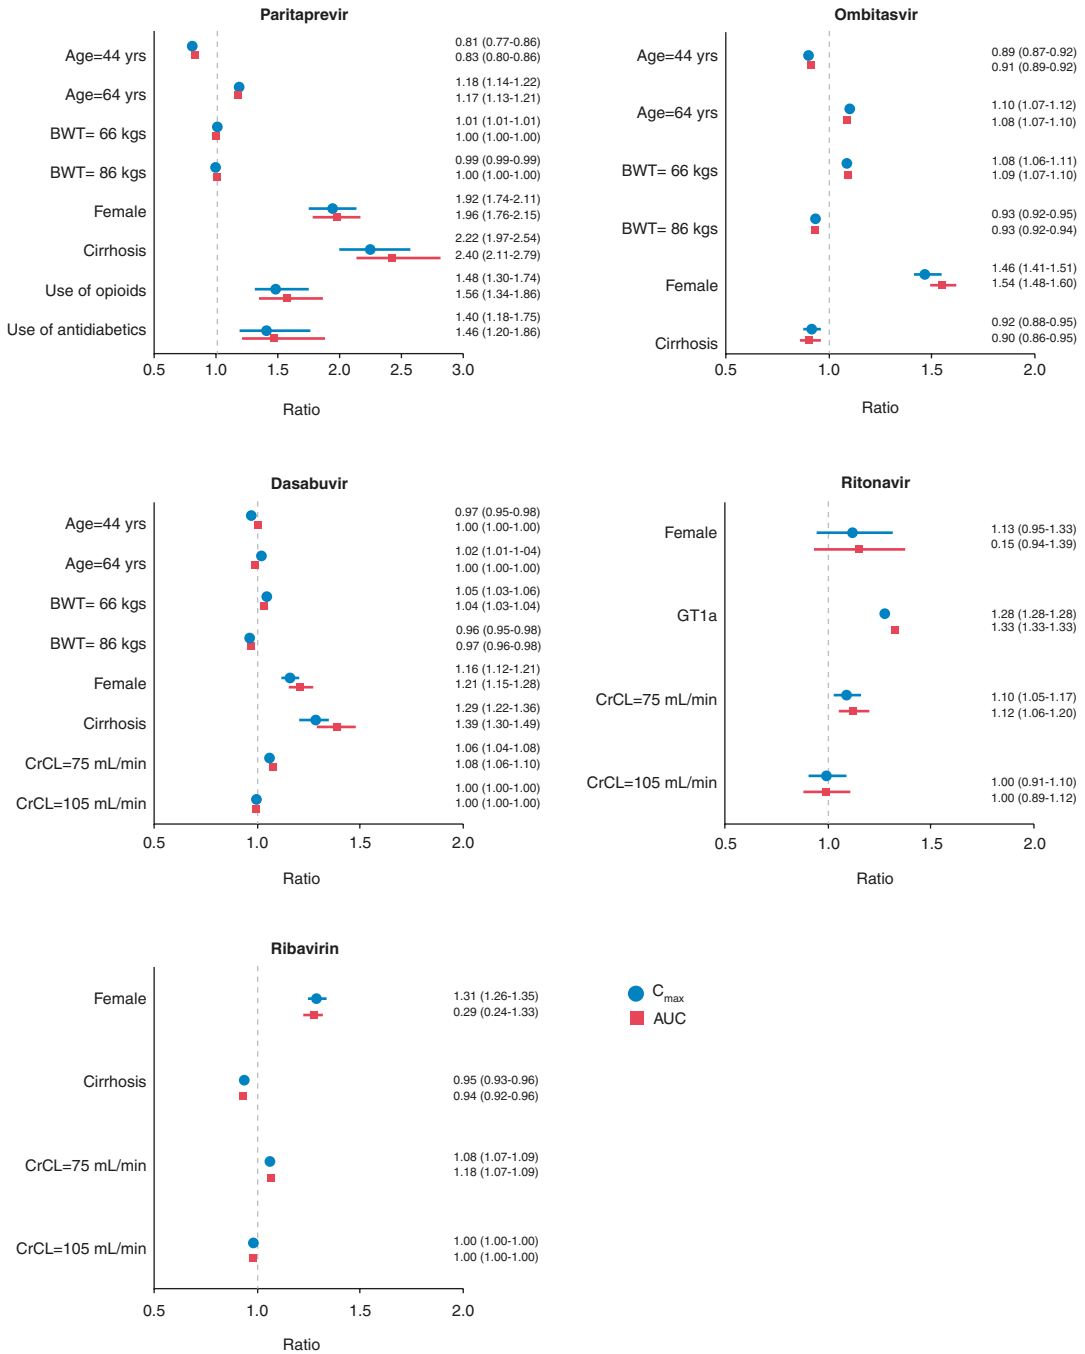 Paritaprevir
Age=44 yrs
0.81 (0.77-0.86)
0.83 (0.80-0.86)
Age=64 yrs
1.18 (1.14-1.22)
1.17 (1.13-1.21)
BWT= 66 kgs
1.01 (1.01-1.01)
1.00 (1.00-1.00)
BWT= 86 kgs
0.99 (0.99-0.99)
1.00 (1.00-1.00)
Female
1.92 (1.74-2.11)
1.96 (1.76-2.15)
Cirrhosis
2.22 (1.97-2.54)
2.40 (2.11-2.79)
Use of opioids
1.48 (1.30-1.74)
1.56 (1.34-1.86)
Use of antidiabetics
1.40 (1.18-1.75)
1.46 (1.20-1.86)
0.5 1.0 1.5 2.0 2.5 3.0
Ratio
Ombitasvir
Age=44 yrs
0.89 (0.87-0.92)
0.91 (0.89-0.92)
Age=64 yrs
1.10 (1.07-1.12)
1.08 (1.07-1.10)
BWT= 66 kgs
1.08 (1.06-1.11)
1.09 (1.07-1.10)
BWT= 86 kgs
0.93 (0.92-0.95)
0.93 (0.92-0.94)
Female
1.46 (1.41-1.51)
1.54 (1.48-1.60)
Cirrhosis
0.92 (0.88-0.95)
0.90 (0.86-0.95)
0.5 1.0 1.5 2.0
Ratio
Dasabuvir
Age=44 yrs
0.97 (0.95-0.98)
1.00 (1.00-1.00)
Age=64 yrs
1.02 (1.01-1-04)
1.00 (1.00-1.00)
BWT= 66 kgs
1.05 (1.03-1.06)
1.04 (1.03-1.04)
BWT= 86 kgs
0.96 (0.95-0.98)
0.97 (0.96-0.98)
Female
1.16 (1.12-1.21)
1.21 (1.15-1.28)
Cirrhosis
1.29 (1.22-1.36)
1.39 (1.30-1.49)
CrCL=75 mL/min
1.06 (1.04-1.08)
1.08 (1.06-1.10)
CrCL=105 mL/min
1.00 (1.00-1.00)
1.00 (1.00-1.00)
0.5 1.0 1.5 2.0
Ratio
Ritonavir
Female
1.13 (0.95-1.33)
0.15 (0.94-1.39)
GT1a
1.28 (1.28-1.28)
1.33 (1.33-1.33)
CrCL=75 mL/min
1.10 (1.05-1.17)
1.12 (1.06-1.20)
CrCL=105 mL/min
1.00 (0.91-1.10)
1.00 (0.89-1.12)
0.5 1.0 1.5 2.0
Ratio
Ribavirin
Female
1.31 (1.26-1.35)
0.29 (0.24-1.33)
Cirrhosis
0.95 (0.93-0.96)
0.94 (0.92-0.96)
CrCL=75 mL/min
1.08 (1.07-1.09)
1.18 (1.07-1.09)
CrCL=105 mL/min
1.00 (1.00-1.00)
1.00 (1.00-1.00)
0.5 1.0 1.5 2.0
Ratio
Cmax
AUC